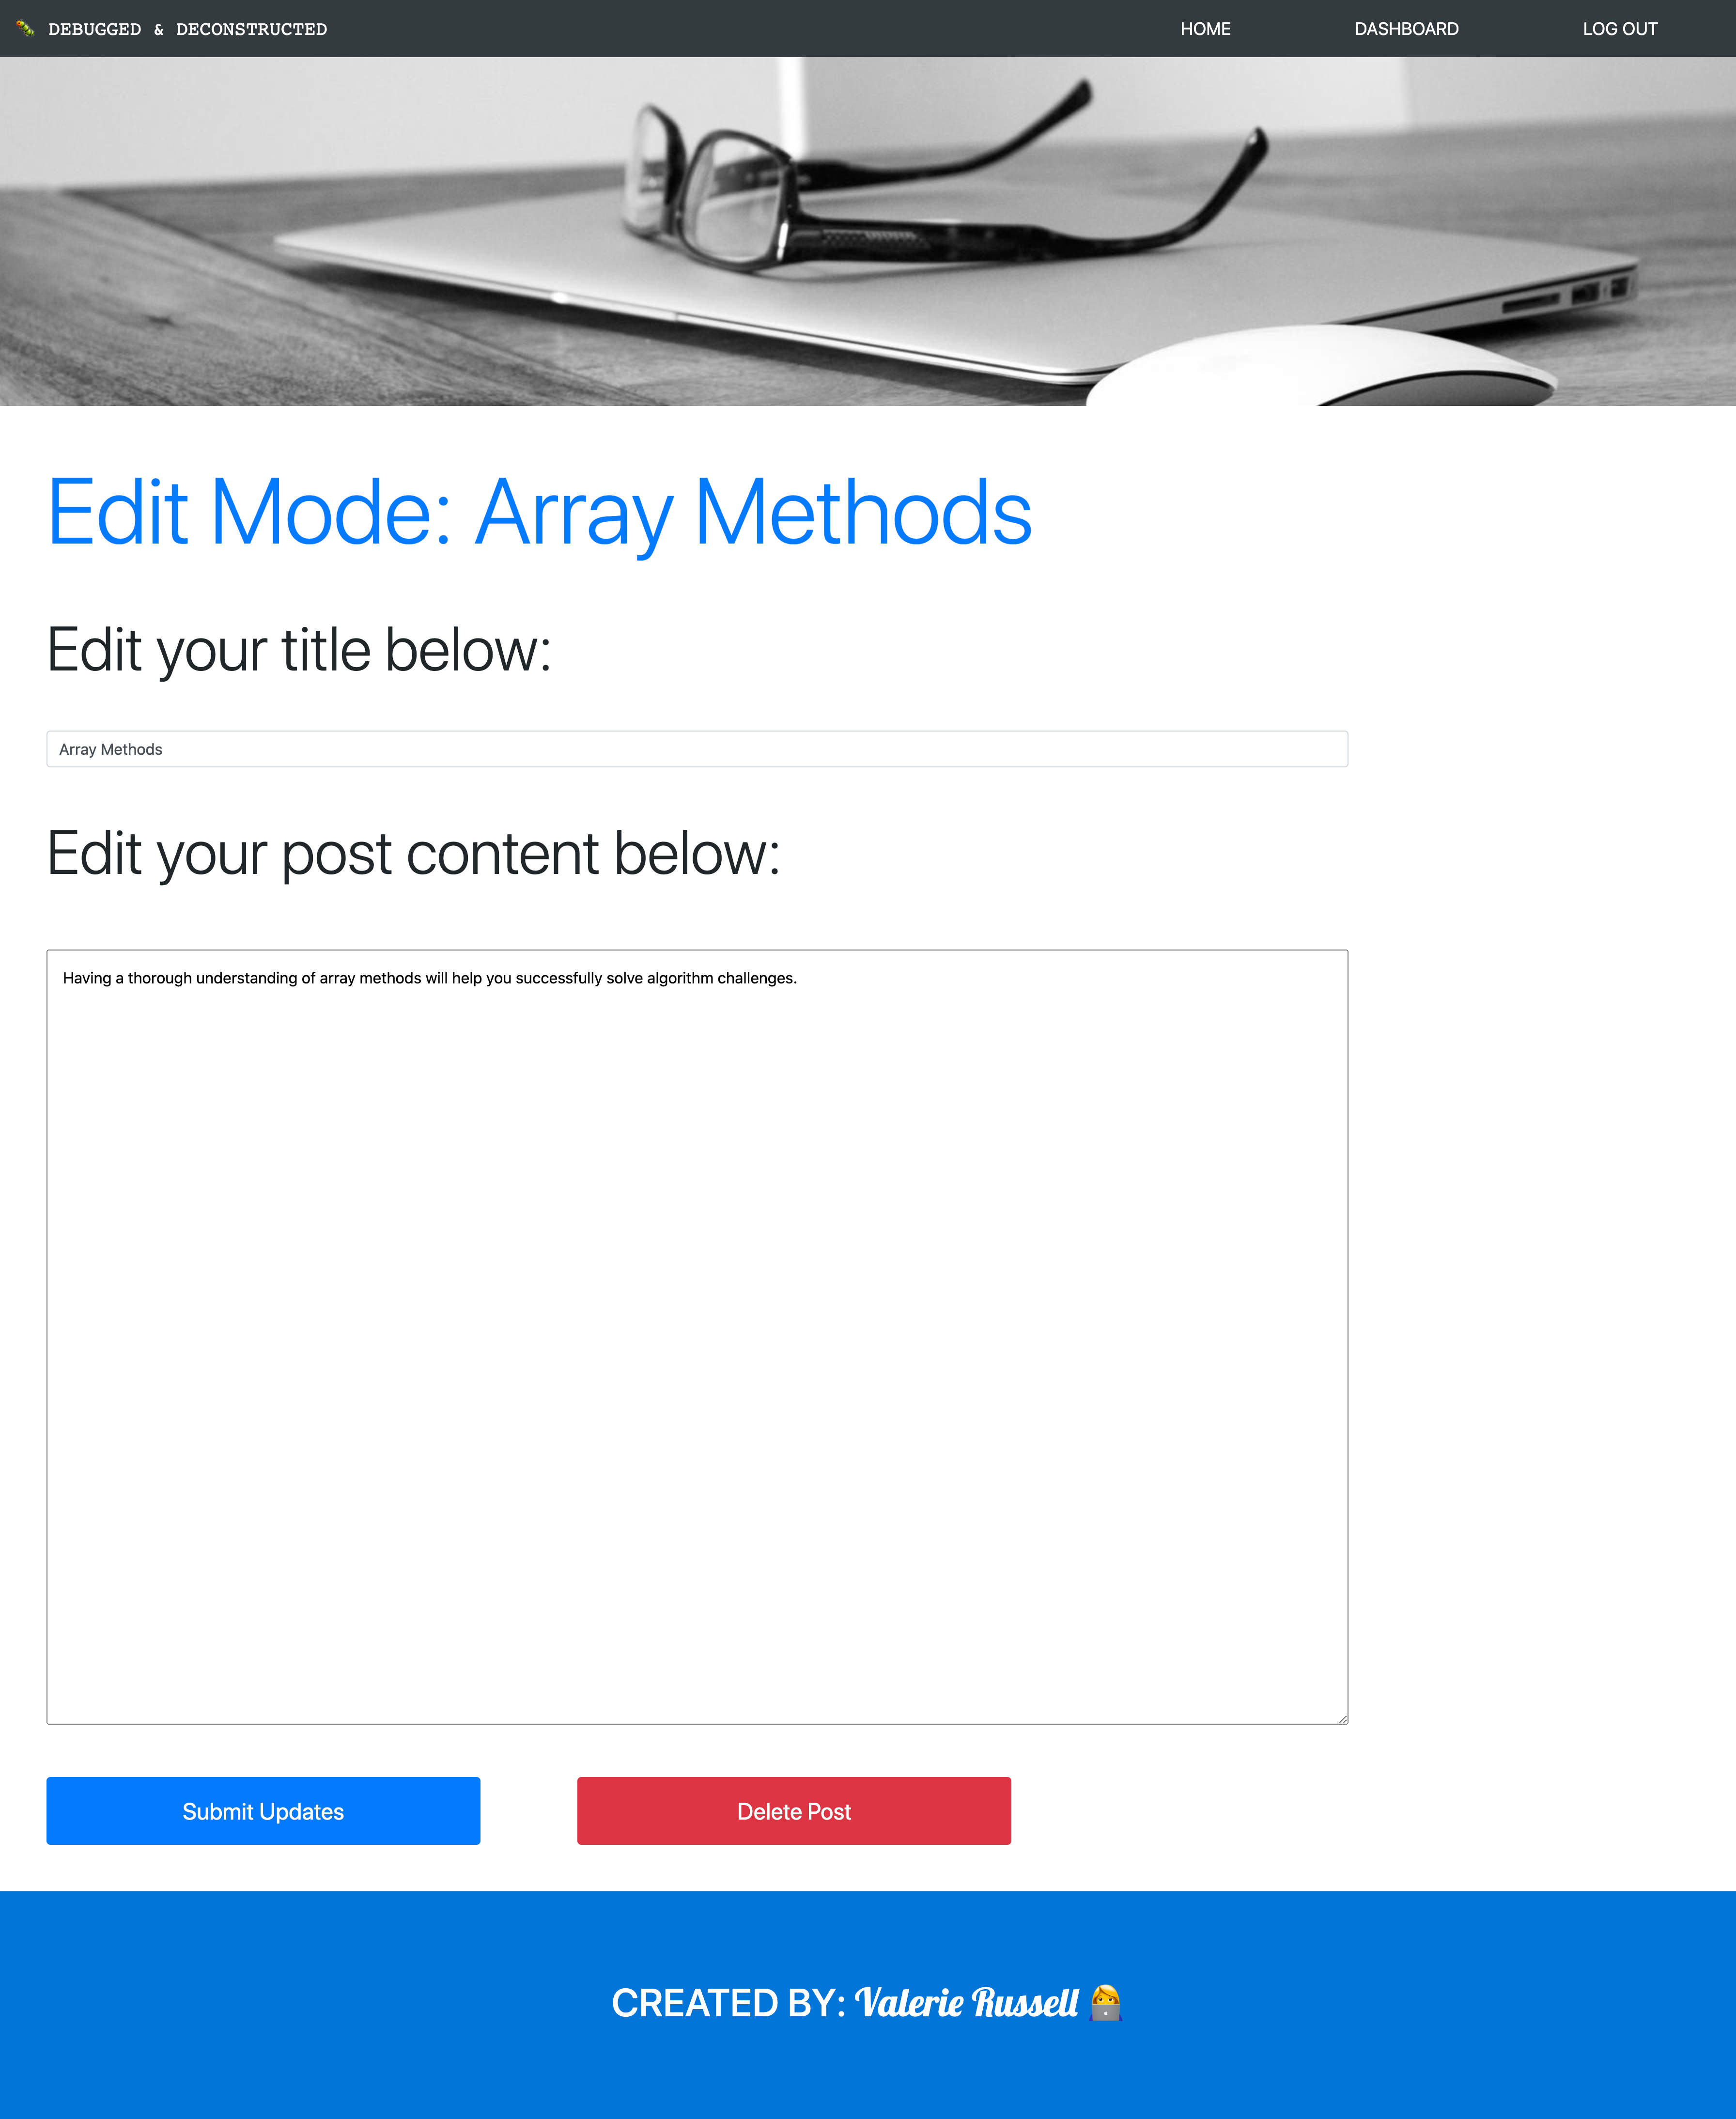 🐛 DEBUGGED & DECONSTRUCTED HOME DASHBOARD LOG OUT
Edit Mode: Array Methods
Edit your title below:
Array Methods
Edit your post content below:
Having a thorough understanding of array methods will help you successfully solve algorithm challenges.
Submit Updates Delete Post
CREATED BY: Valerie Russell 👩‍💻